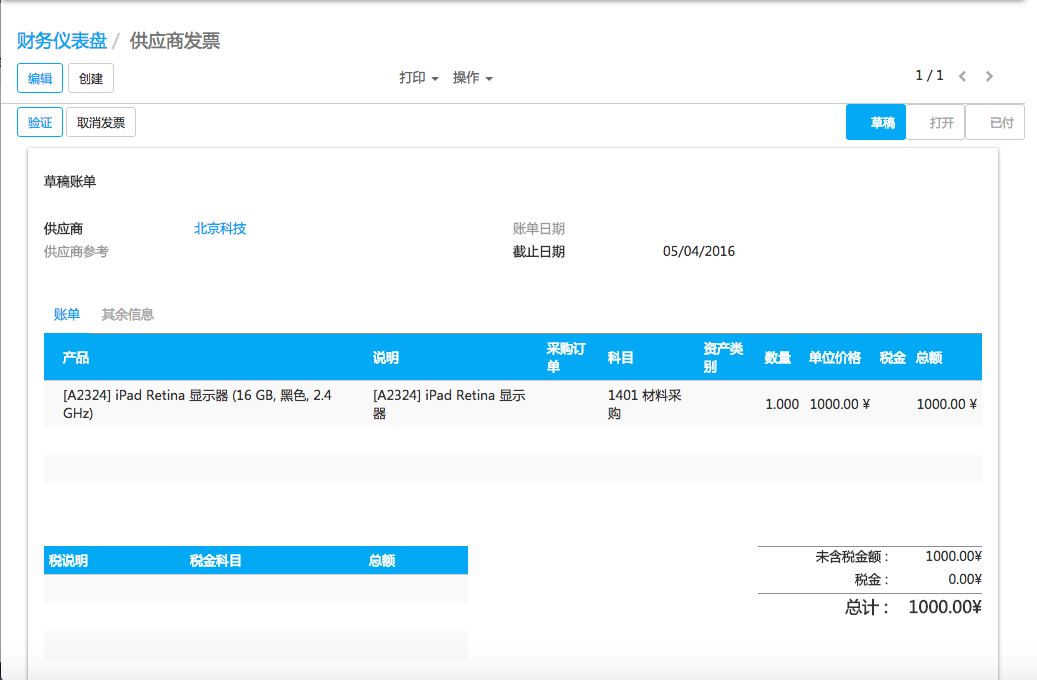 财务仪表盘 / 供应商发票
编辑 创建 打印 操作 1 / 1
验证 取消发票 草稿 打开 已付
草稿账单
供应商 北京科技 账单日期
供应商参考 截止日期 05/04/2016
账单 其余信息
产品 说明 采购订单 科目 资产类别 数量 单位价格 税金 总额
[A2324] iPad Retina 显示器 (16 GB, 黑色, 2.4 GHz) [A2324] iPad Retina 显示器 1401 材料采购 1.000 1000.00 ¥ 1000.00 ¥
税说明 税金科目 总额
未含税金额 : 1000.00¥
税金 : 0.00¥
总计 : 1000.00¥